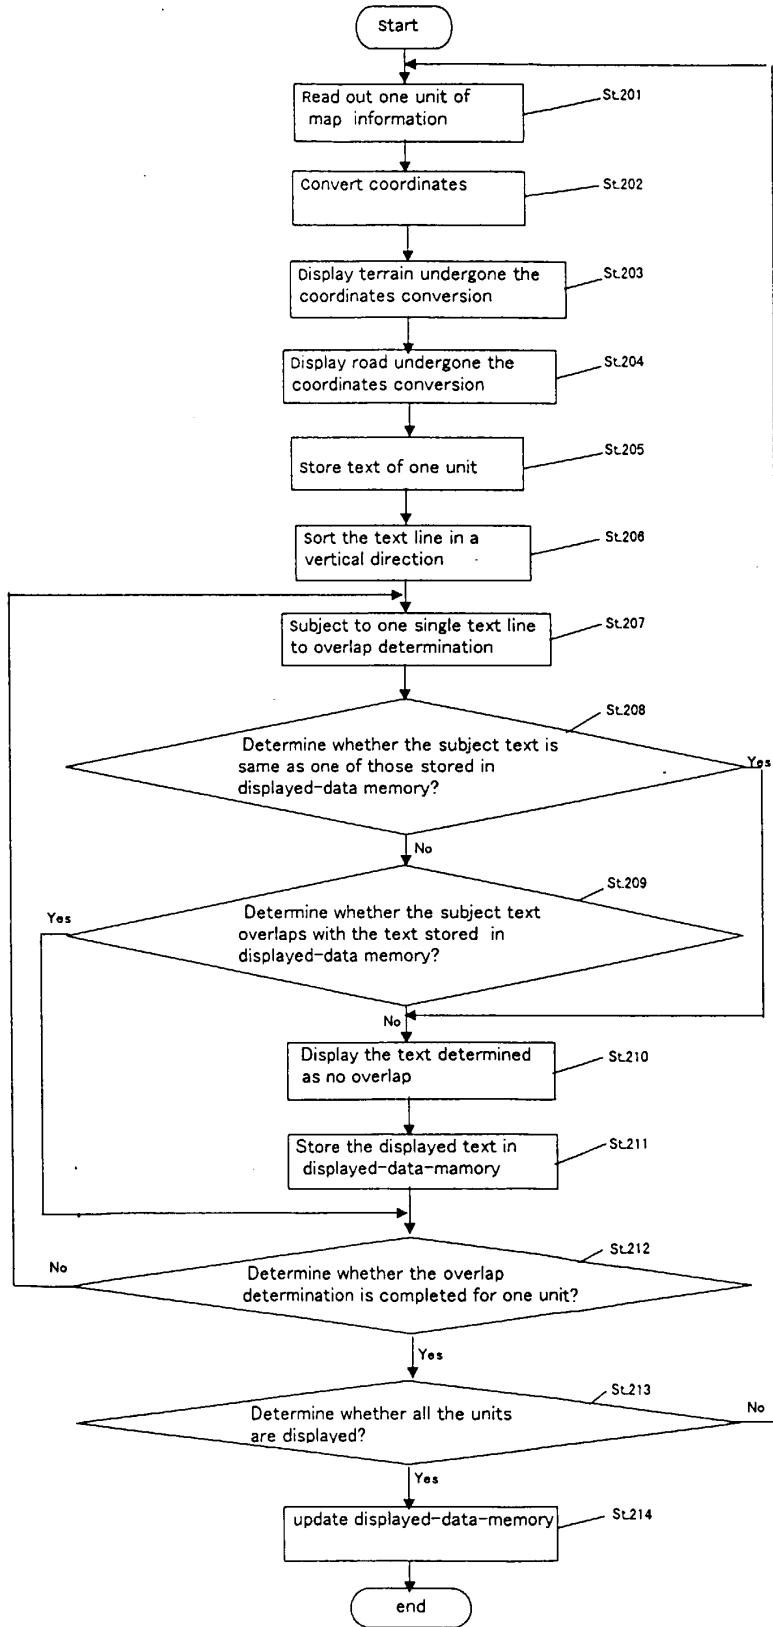 Start
Read out one unit of
map information
St.201
Convert coordinates
St.202
Display terrain undergone the
coordinates conversion
St.203
Display road undergone the
coordinates conversion
St.204
Store text of one unit
St.205
Sort the text line in a
vertical direction
St.206
Subject to one single text line
to overlap determination
St.207
St.208
Determine whether the subject text is
same as one of those stored in
displayed-data memory?
Yes
No
St.209
Yes
Determine whether the subject text
overlaps with the text stored in
displayed-data memory?
No
Display the text determined
as no overlap
St.210
Store the displayed text in
displayed-data-mamory
St.211
St.212
No
Determine whether the overlap
determination is completed for one unit?
Yes
St.213
No
Determine whether all the units
are displayed?
Yes
update displayed-data-memory
St.214
end